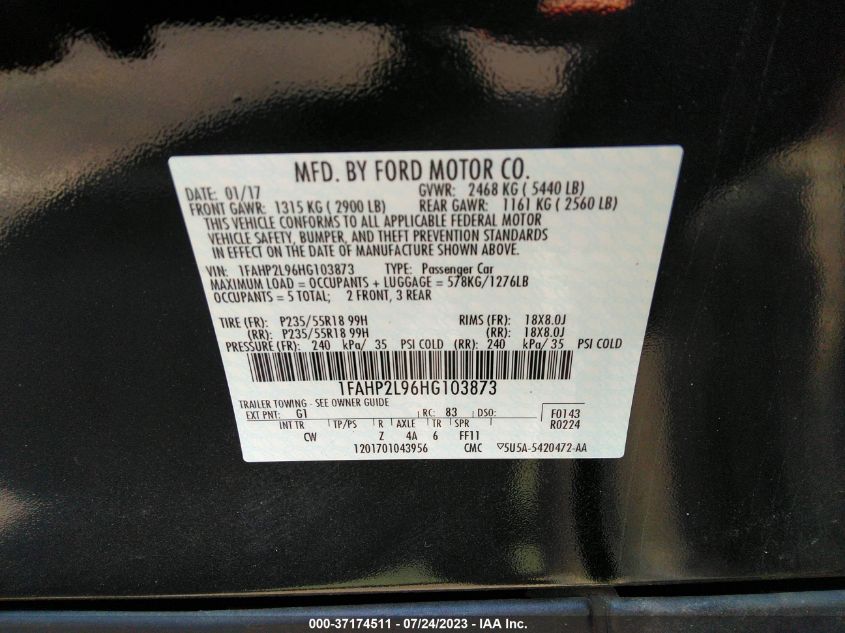 MFD. BY FORD MOTOR CO.
DATE: 01/17 GVWR: 2468 KG ( 5440 LB)
FRONT GAWR: 1315 KG ( 2900 LB) REAR GAWR: 1161 KG ( 2560 LB)
THIS VEHICLE CONFORMS TO ALL APPLICABLE FEDERAL MOTOR
VEHICLE SAFETY, BUMPER, AND THEFT PREVENTION STANDARDS
IN EFFECT ON THE DATE OF MANUFACTURE SHOWN ABOVE.
VIN: 1FAHP2L96HG103873 TYPE: Passenger Car
MAXIMUM LOAD = OCCUPANTS + LUGGAGE = 578KG/1276LB
OCCUPANTS = 5 TOTAL; 2 FRONT, 3 REAR
TIRE (FR): P235/55R18 99H RIMS (FR): 18X8.0J
(RR): P235/55R18 99H (RR): 18X8.0J
PRESSURE (FR): 240 kPa/ 35 PSI COLD (RR): 240 kPa/ 35 PSI COLD
1FAHP2L96HG103873
TRAILER TOWING - SEE OWNER GUIDE
EXT PNT: G1 RC: 83 DSO: F0143
INT TR TP/PS R AXLE TR SPR R0224
CW Z 4A 6 FF11
1201701043956 CMC ▽5U5A-5420472-AA
000-37174511 - 07/24/2023 - IAA Inc.